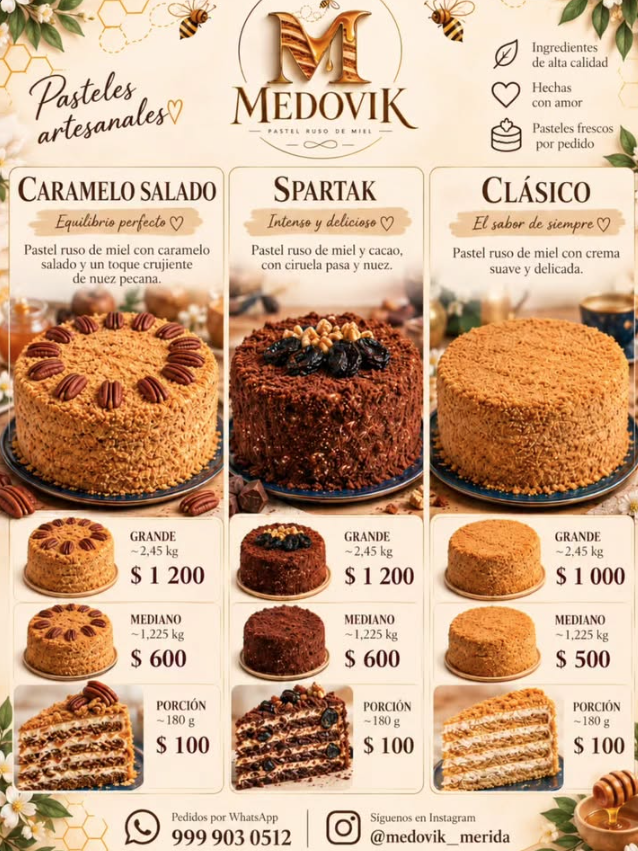 Pasteles
artesanales
M
MEDOVIK
PASTEL RUSO DE MIEL
Ingredientes
de alta calidad
Hechas
con amor
Pasteles frescos
por pedido
CARAMELO SALADO
Equilibrio perfecto
Pastel ruso de miel con caramelo
salado y un toque crujiente
de nuez pecana.
GRANDE
~2,45 kg
$ 1 200
MEDIANO
~1,225 kg
$ 600
PORCIÓN
~180 g
$ 100
SPARTAK
Intenso y delicioso
Pastel ruso de miel y cacao,
con ciruela pasa y nuez.
GRANDE
~2,45 kg
$ 1 200
MEDIANO
~1,225 kg
$ 600
PORCIÓN
~180 g
$ 100
CLÁSICO
El sabor de siempre
Pastel ruso de miel con crema
suave y delicada.
GRANDE
~2,45 kg
$ 1 000
MEDIANO
~1,225 kg
$ 500
PORCIÓN
~180 g
$ 100
Pedidos por WhatsApp
999 903 0512
Síguenos en Instagram
@medovik_merida